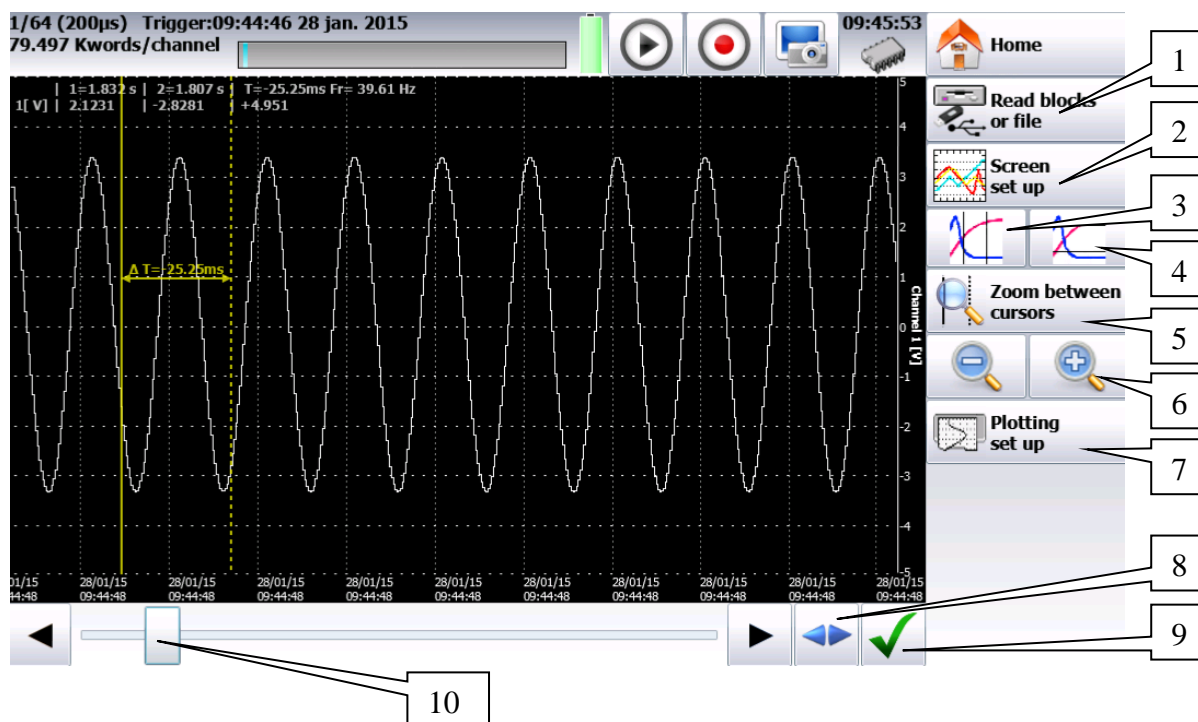 1/64 (200µs) Trigger:09:44:46 28 jan. 2015
79.497 Kwords/channel
09:45:53
Home
1
| 1=1.832 s | 2=1.807 s | T=-25.25ms Fr= 39.61 Hz
1[ V] | 2.1231 | -2.8281 | +4.951
Read blocks
or file
2
Screen
set up
3
4
Δ T=-25.25ms
Zoom between
cursors
5
6
Plotting
set up
7
5
4
3
2
1
0
-1
-2
-3
-4
-5
Channel 1 [V]
01/15 28/01/15 28/01/15 28/01/15 28/01/15 28/01/15 28/01/15 28/01/15 28/01/15 28/01/15 28/01/15
44:48 09:44:48 09:44:48 09:44:48 09:44:48 09:44:48 09:44:48 09:44:48 09:44:48 09:44:48 09:44:48
8
9
10